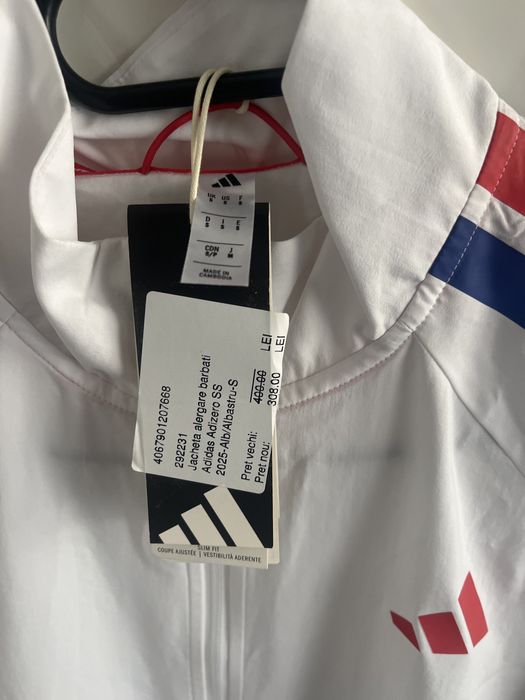 UK US F
S S S
D I E
S S S
CDN J
S/P M
MADE IN
CAMBODIA
4067901207668
292231
Jacheta alergare barbati
Adidas Adizero SS
2025-Alb/Albastru-S
Pret vechi: 400.00 LEI
Pret nou: 308.00 LEI
SLIM FIT
COUPE AJUSTÉE | VESTIBILITÀ ADERENTE